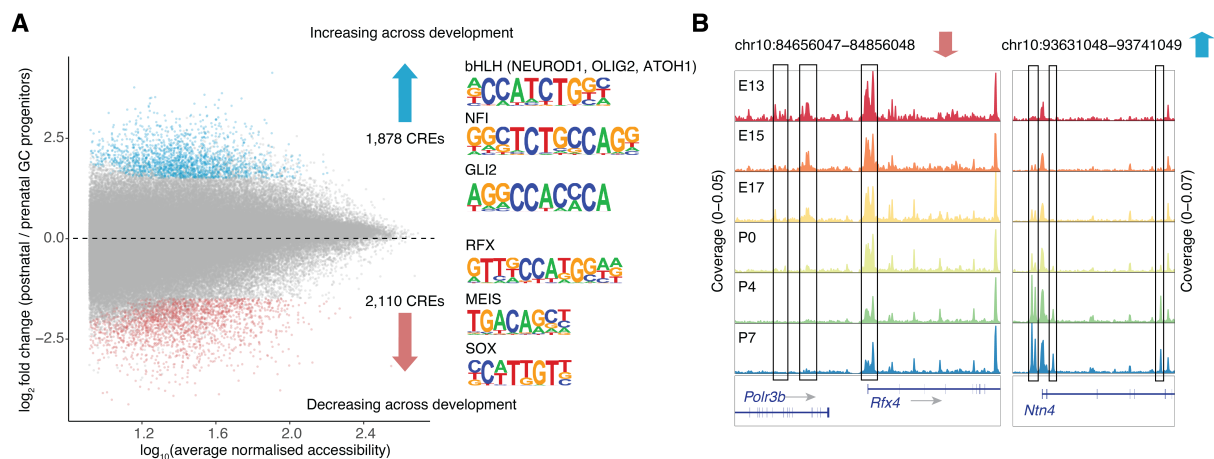 A
Increasing across development
bHLH (NEUROD1, OLIG2, ATOH1)
1,878 CREs
NFI
GLI2
RFX
2,110 CREs
MEIS
SOX
Decreasing across development
log2 fold change (postnatal / prenatal GC progenitors)
2.5
0.0
−2.5
1.2
1.6
2.0
2.4
log10(average normalised accessibility)
B
chr10:84656047−84856048
chr10:93631048−93741049
E13
E15
E17
P0
P4
P7
Coverage (0−0.05)
Coverage (0−0.07)
Polr3b
Rfx4
Ntn4